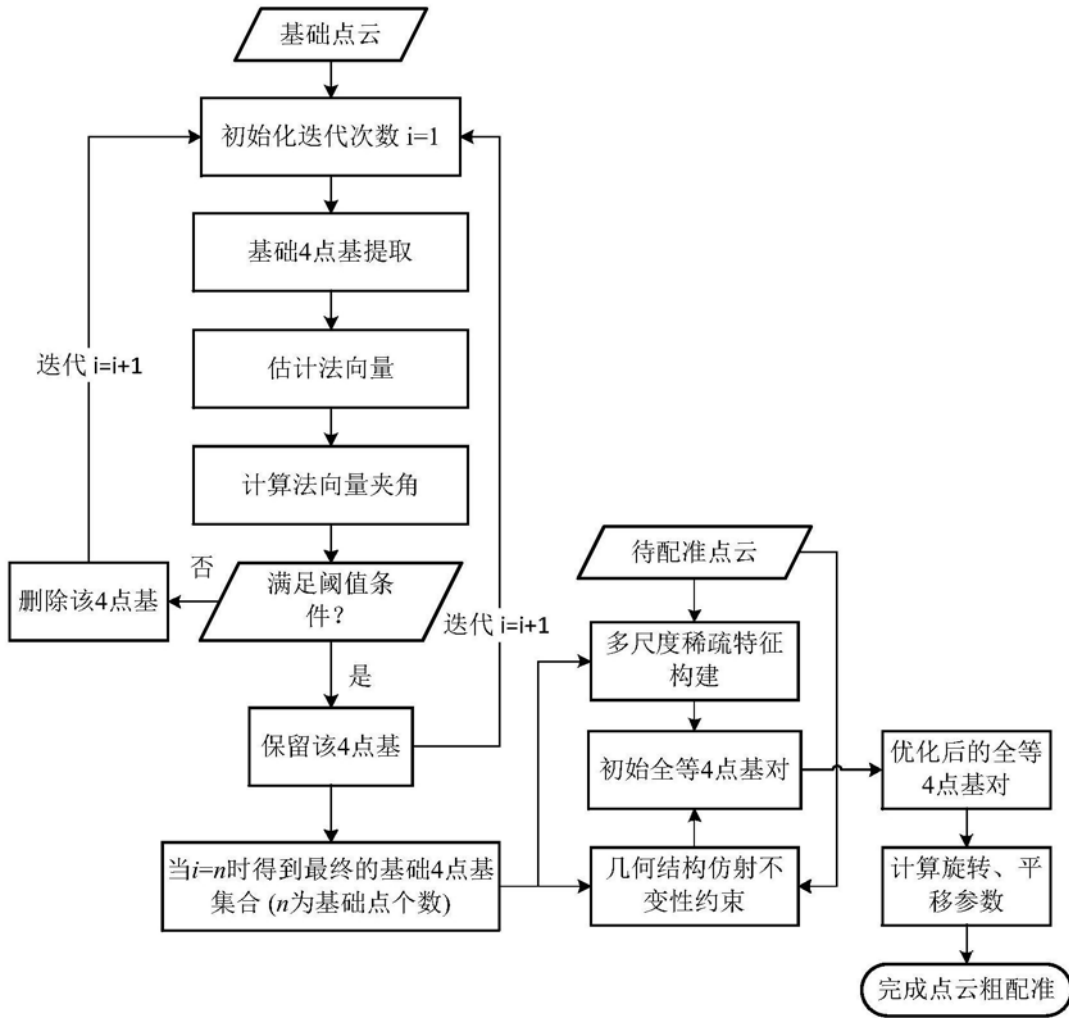 基础点云
初始化迭代次数 i=1
基础4点基提取
迭代 i=i+1
估计法向量
计算法向量夹角
待配准点云
否
满足阈值条
件?
删除该4点基
迭代 i=i+1
多尺度稀疏特征
构建
是
保留该4点基
初始全等4点基对
优化后的全等
4点基对
当i=n时得到最终的基础4点基
集合 (n为基础点个数)
几何结构仿射不
变性约束
计算旋转、平
移参数
完成点云粗配准